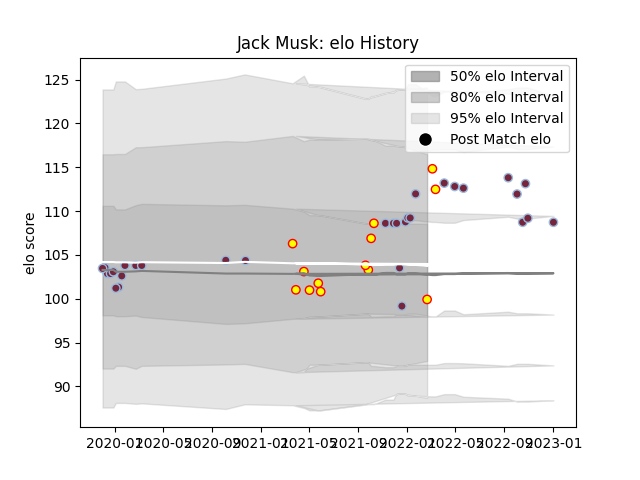 Jack Musk: elo History
50% elo Interval
80% elo Interval
95% elo Interval
Post Match elo
elo score
125
120
115
110
105
100
95
90
2020-01 2020-05 2020-09 2021-01 2021-05 2021-09 2022-01 2022-05 2022-09 2023-01